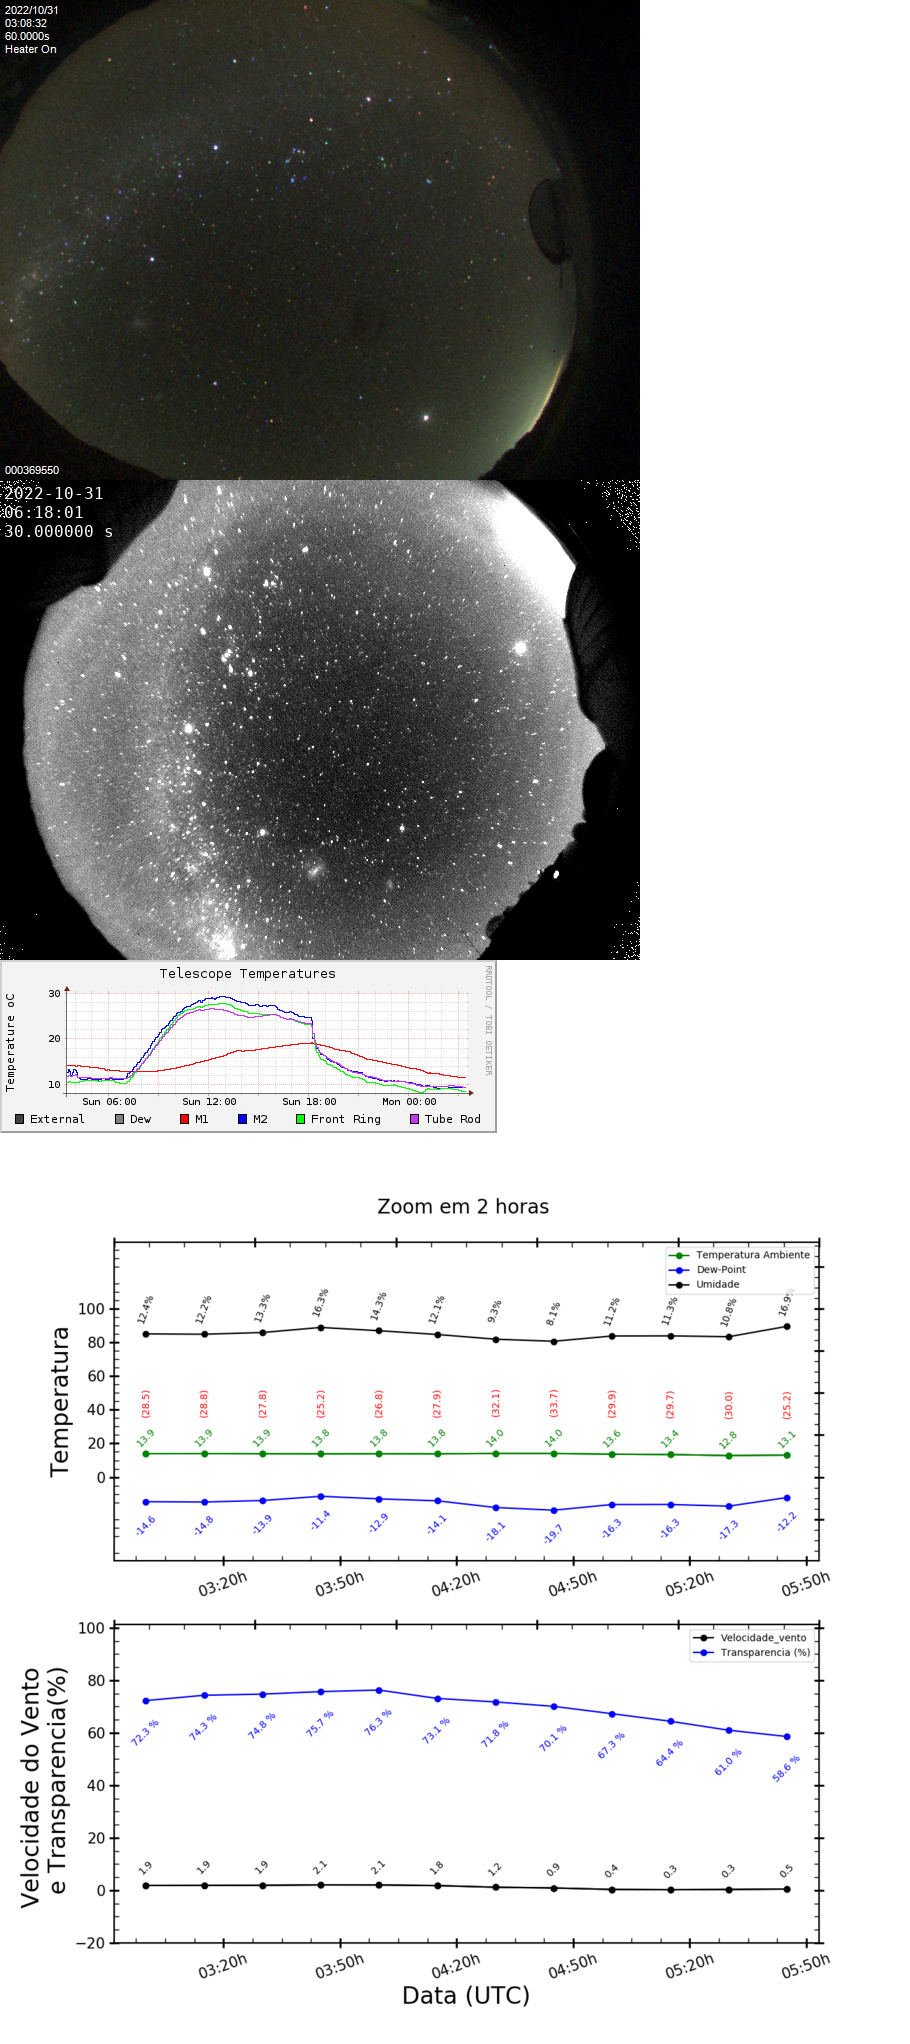 2022/10/31
03:08:32
60.0000s
Heater On
000369550
2022-10-31
06:18:01
30.000000 s
Telescope Temperatures
Temperature oC
30
20
10
Sun 06:00 Sun 12:00 Sun 18:00 Mon 00:00
External Dew M1 M2 Front Ring Tube Rod
RRDTOOL / TOBI OETIKER
Zoom em 2 horas
Temperatura
Temperatura Ambiente
Dew-Point
Umidade
100
80
60
40
20
0
12.4% 12.2% 13.3% 16.3% 14.3% 12.1% 9.3% 8.1% 11.2% 11.3% 10.8% 16.9%
(28.5) (28.8) (27.8) (25.2) (26.8) (27.9) (32.1) (33.7) (29.9) (29.7) (30.0) (25.2)
13.9 13.9 13.9 13.8 13.8 13.8 14.0 14.0 13.6 13.4 12.8 13.1
-14.6 -14.8 -13.9 -11.4 -12.9 -14.1 -18.1 -19.7 -16.3 -16.3 -17.3 -12.2
03:20h 03:50h 04:20h 04:50h 05:20h 05:50h
Velocidade do Vento
e Transparencia(%)
Velocidade_vento
Transparencia (%)
100
80
60
40
20
0
−20
72.3 % 74.3 % 74.8 % 75.7 % 76.3 % 73.1 % 71.8 % 70.1 % 67.3 % 64.4 % 61.0 % 58.6 %
1.9 1.9 1.9 2.1 2.1 1.8 1.2 0.9 0.4 0.3 0.3 0.5
03:20h 03:50h 04:20h 04:50h 05:20h 05:50h
Data (UTC)